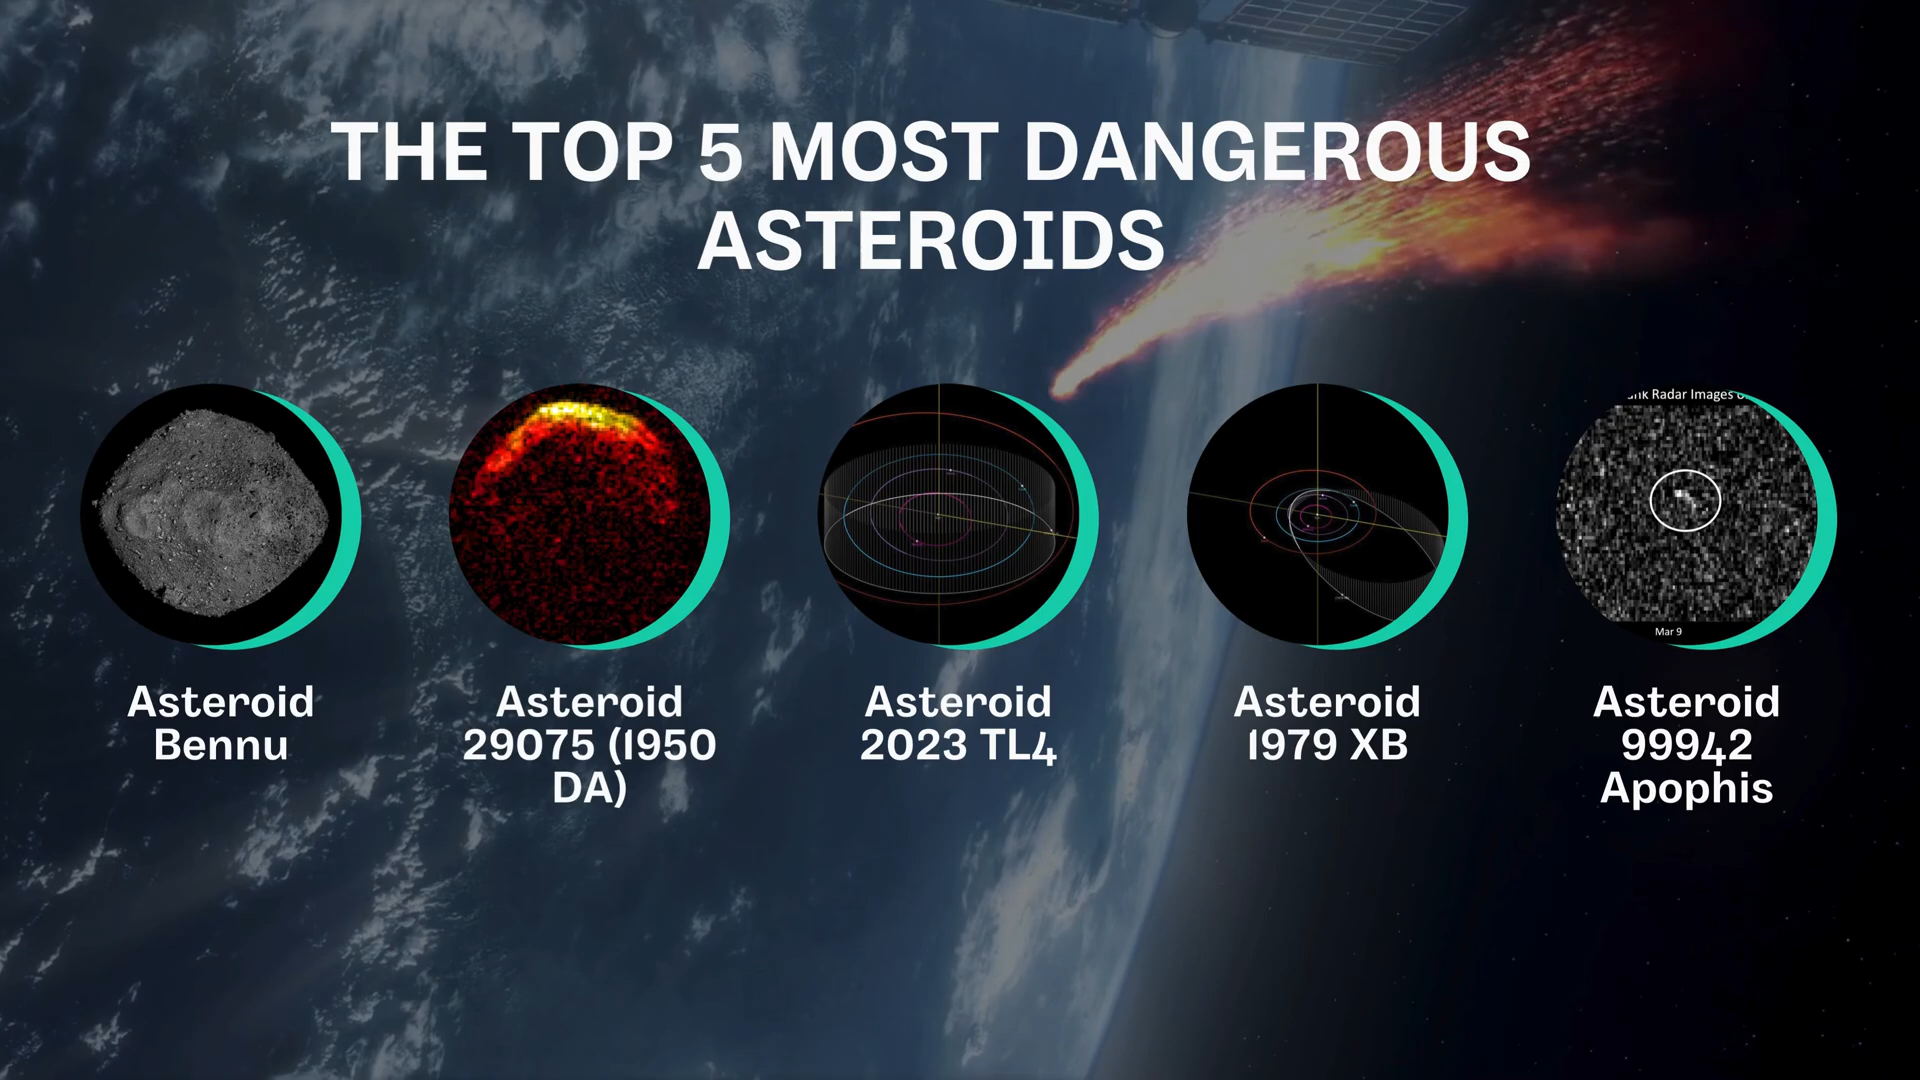 THE TOP 5 MOST DANGEROUS
ASTEROIDS
Radar Images
Mar 9
Asteroid
Bennu
Asteroid
29075 (1950
DA)
Asteroid
2023 TL4
Asteroid
1979 XB
Asteroid
99942
Apophis